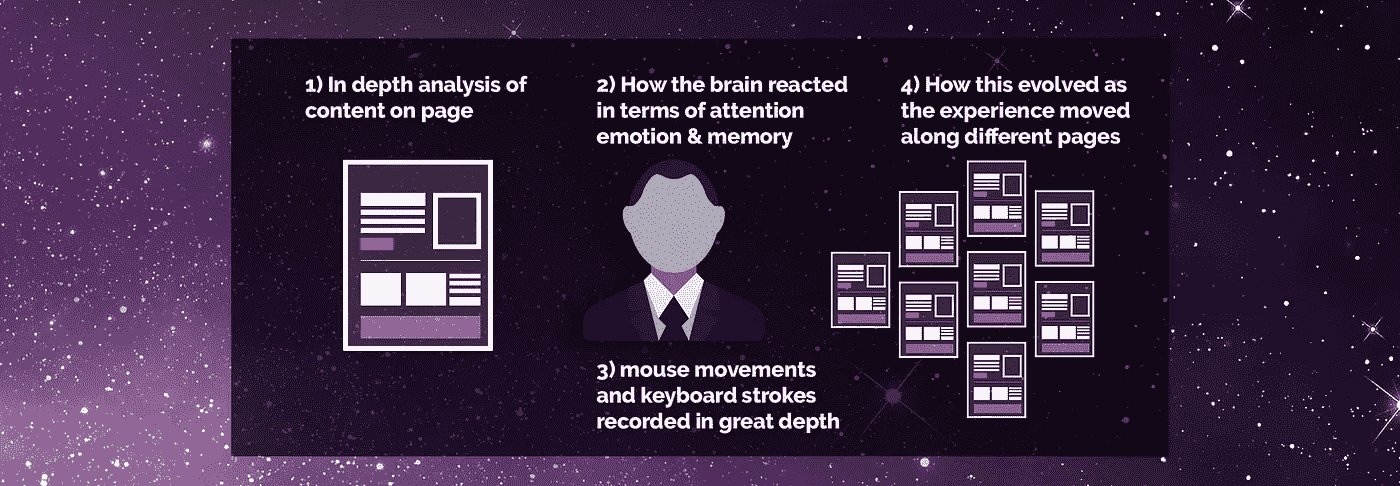 1) In depth analysis of
content on page
2) How the brain reacted
in terms of attention
emotion & memory
3) mouse movements
and keyboard strokes
recorded in great depth
4) How this evolved as
the experience moved
along different pages